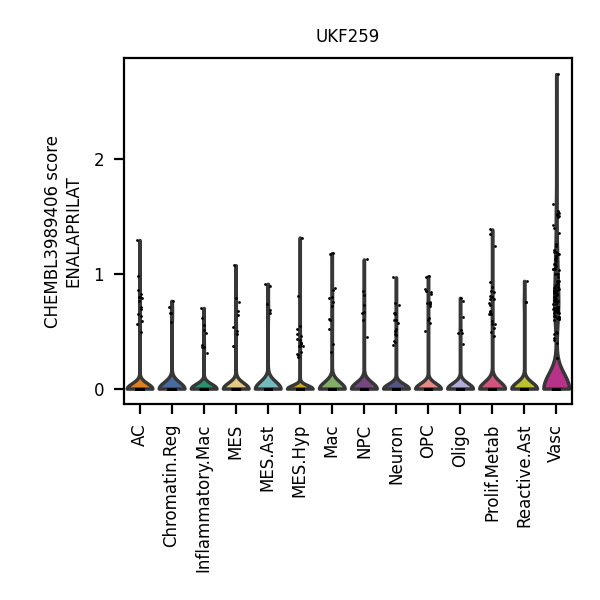 UKF259
CHEMBL3989406 score
ENALAPRILAT
2
1
0
AC
Chromatin.Reg
Inflammatory.Mac
MES
MES.Ast
MES.Hyp
Mac
NPC
Neuron
OPC
Oligo
Prolif.Metab
Reactive.Ast
Vasc